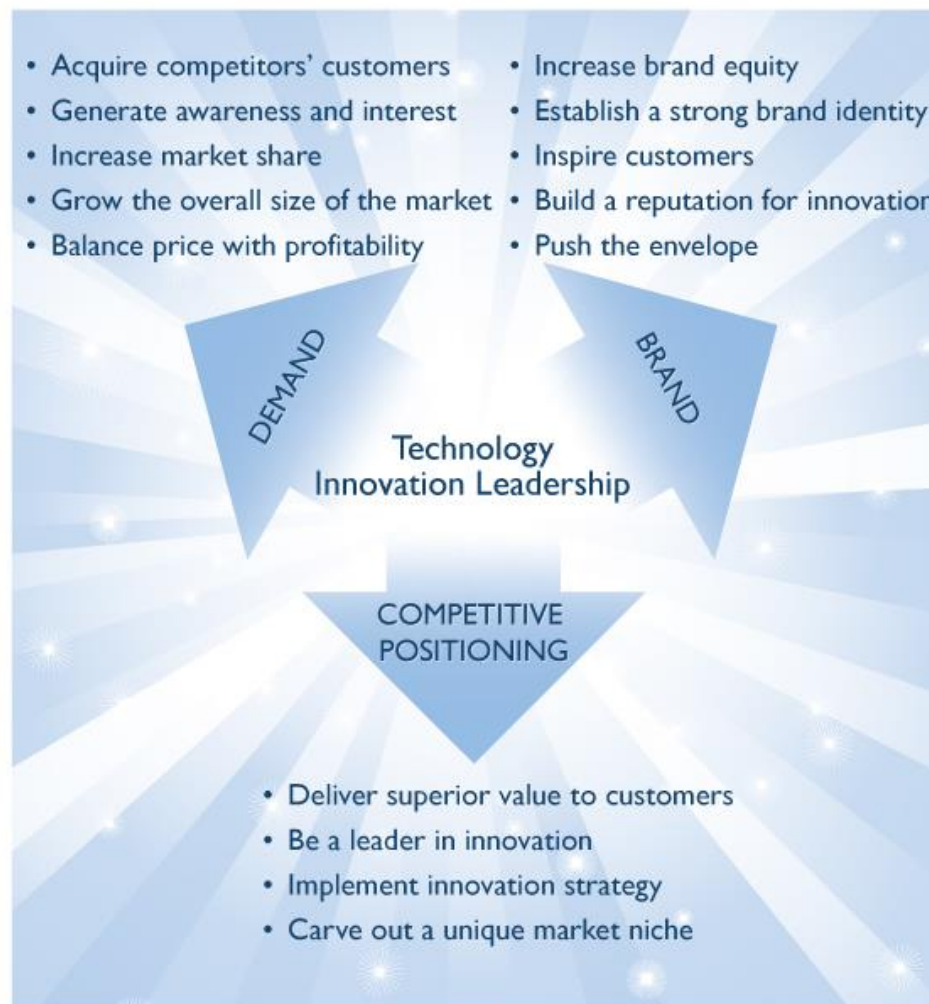 • Acquire competitors’ customers
• Generate awareness and interest
• Increase market share
• Grow the overall size of the market
• Balance price with profitability
• Increase brand equity
• Establish a strong brand identity
• Inspire customers
• Build a reputation for innovation
• Push the envelope
DEMAND
BRAND
Technology
Innovation Leadership
COMPETITIVE
POSITIONING
• Deliver superior value to customers
• Be a leader in innovation
• Implement innovation strategy
• Carve out a unique market niche